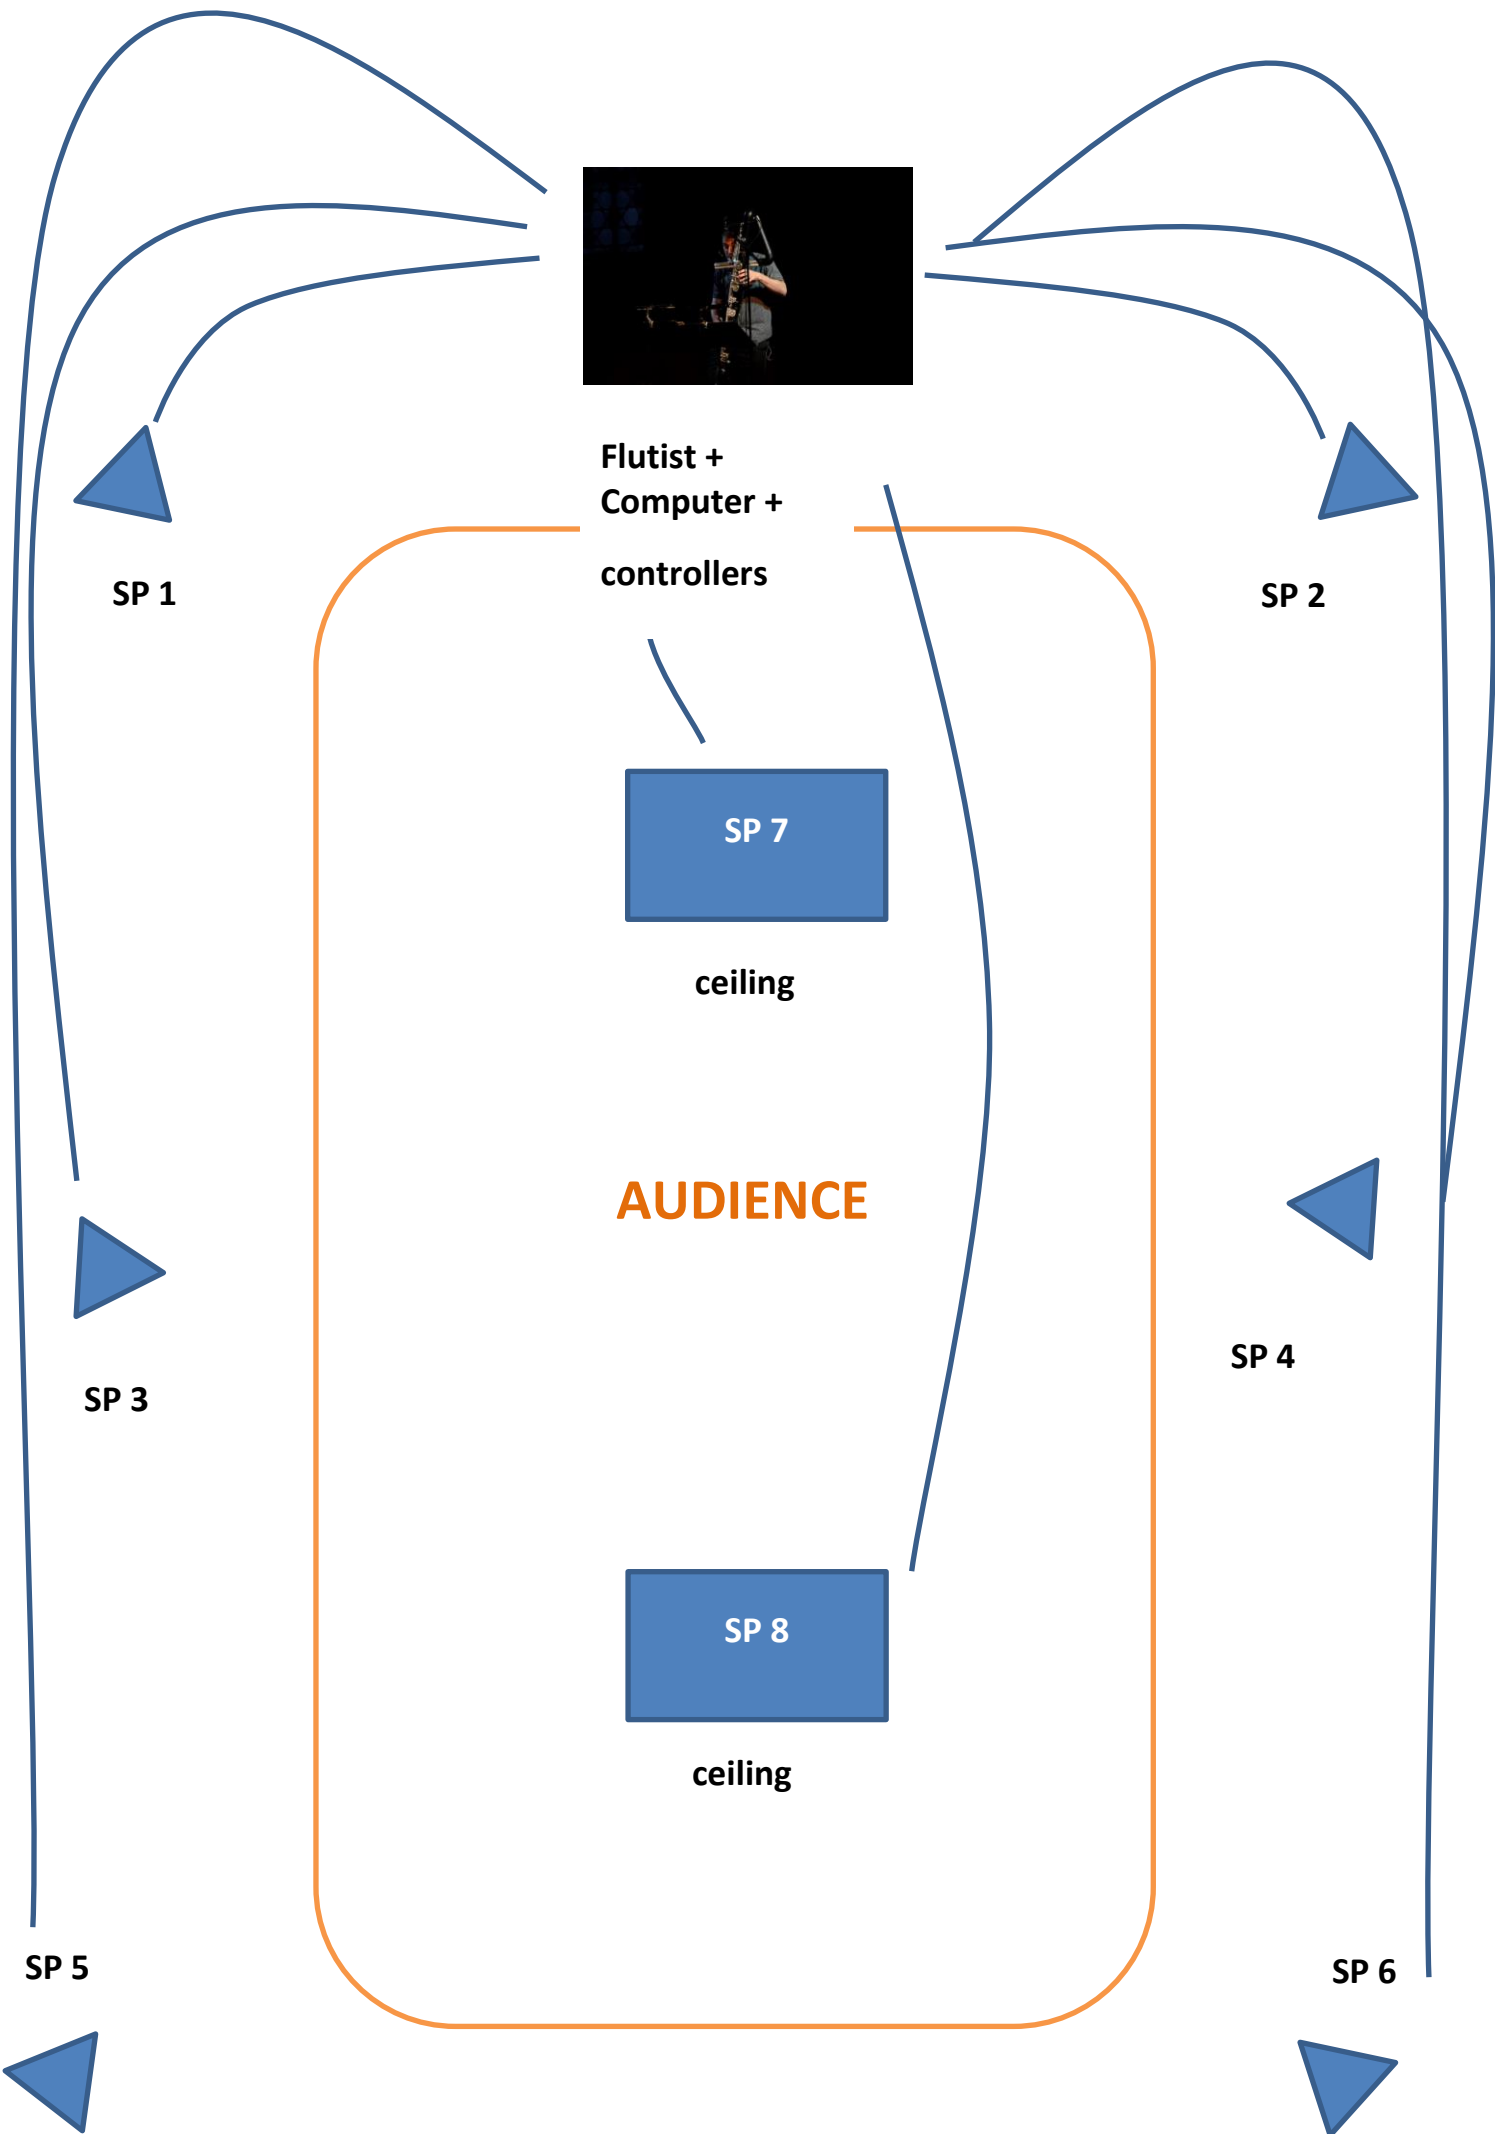 Flutist +
Computer +
controllers
SP 1
SP 2
SP 7
ceiling
AUDIENCE
SP 4
SP 3
SP 8
ceiling
SP 5
SP 6